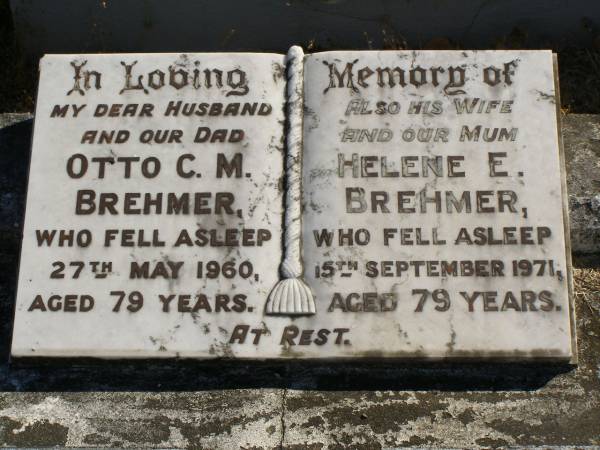 In Loving Memory of
MY DEAR HUSBAND
AND OUR DAD
OTTO C. M.
BREHMER,
WHO FELL ASLEEP
27TH MAY 1960,
AGED 79 YEARS.
ALSO HIS WIFE
AND OUR MUM
HELENE E.
BREHMER,
WHO FELL ASLEEP
15TH SEPTEMBER 1971,
AGED 79 YEARS.
AT REST.